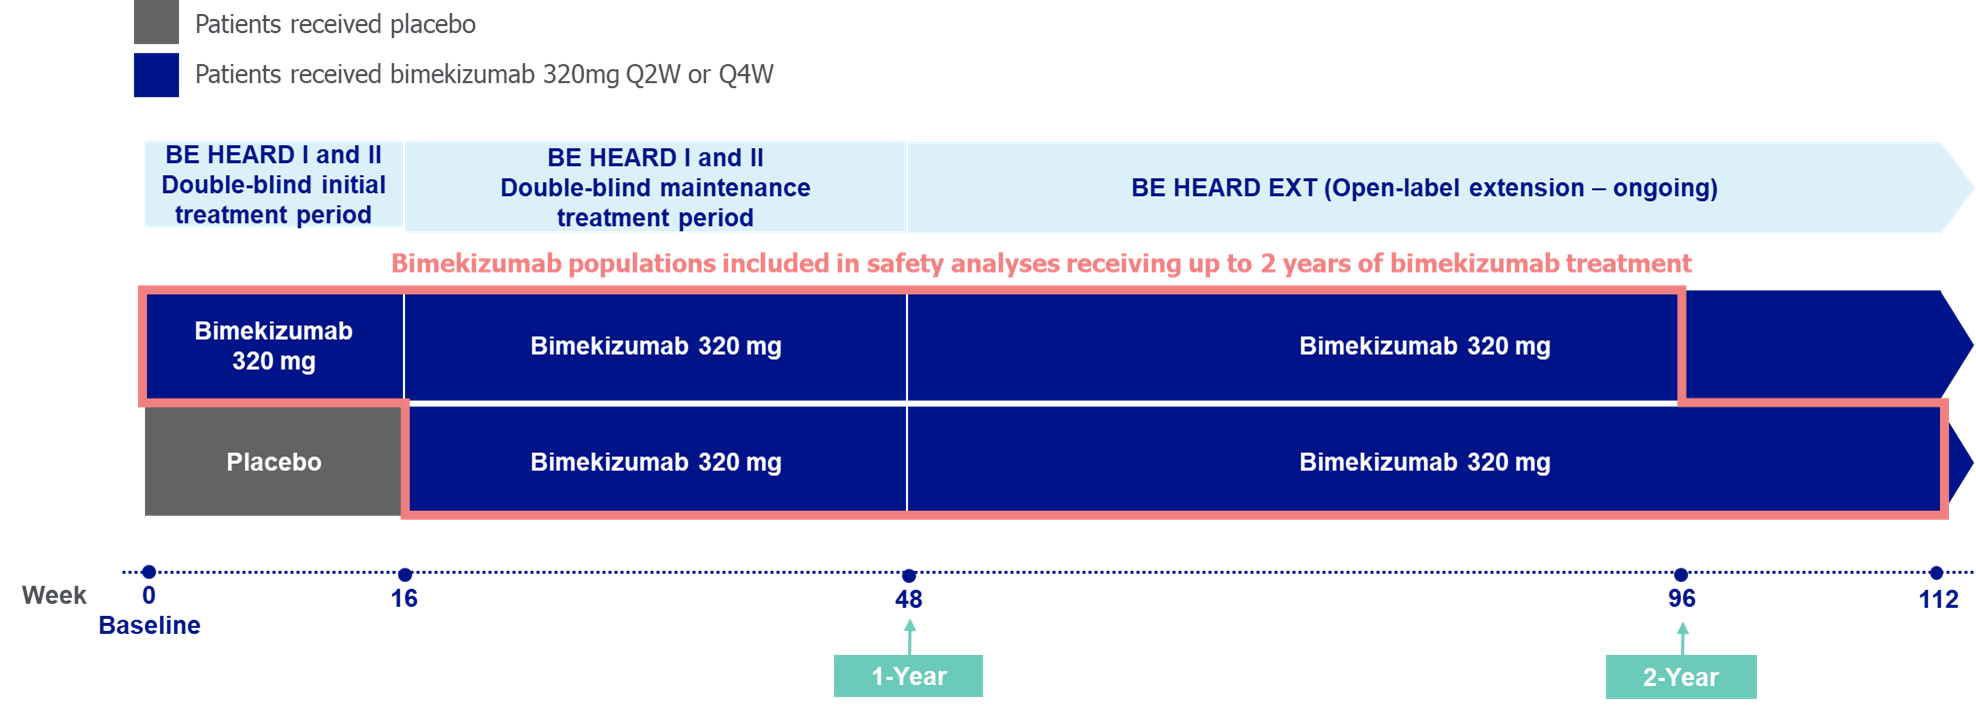 Patients received placebo
Patients received bimekizumab 320mg Q2W or Q4W
BE HEARD I and II
Double-blind initial
treatment period
BE HEARD I and II
Double-blind maintenance
treatment period
BE HEARD EXT (Open-label extension – ongoing)
Bimekizumab populations included in safety analyses receiving up to 2 years of bimekizumab treatment
Bimekizumab
320 mg
Bimekizumab 320 mg
Bimekizumab 320 mg
Placebo
Bimekizumab 320 mg
Bimekizumab 320 mg
Week
0
Baseline
16
48
96
112
1-Year
2-Year